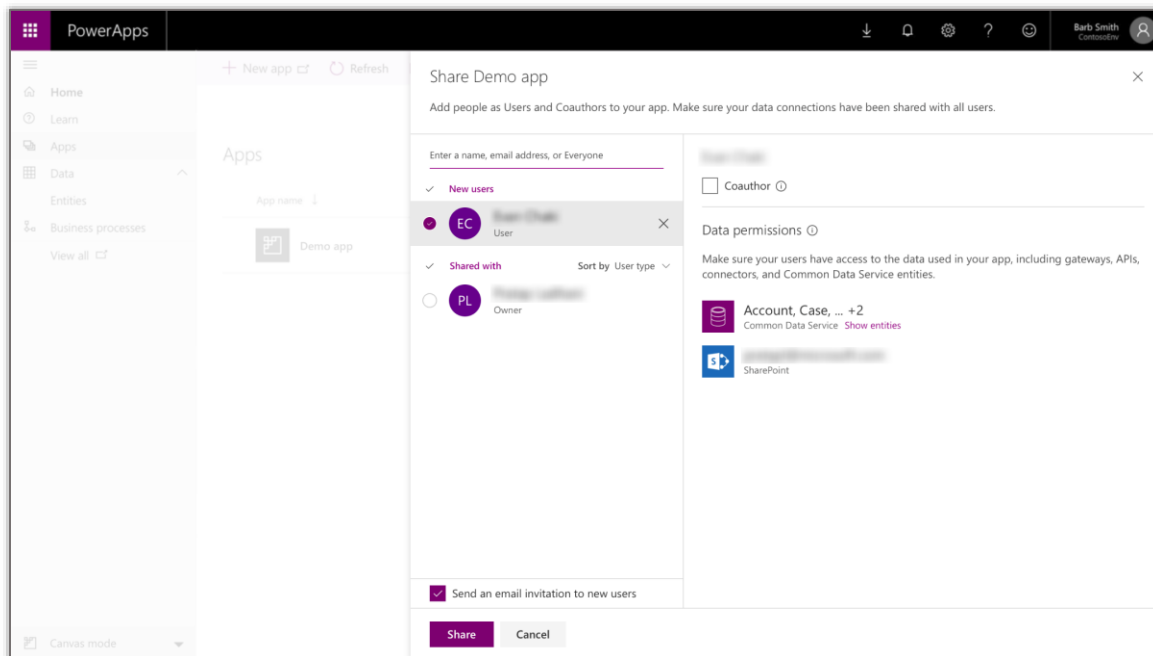 PowerApps
Barb Smith
ContosoEnv
Home
Learn
Apps
Data
Entities
Business processes
View all
Canvas mode
New app
Refresh
Apps
App name
Demo app
Share Demo app
Add people as Users and Coauthors to your app. Make sure your data connections have been shared with all users.
Enter a name, email address, or Everyone
New users
EC
User
Shared with
Sort by User type
PL
Owner
Send an email invitation to new users
Share
Cancel
Coauthor
Data permissions
Make sure your users have access to the data used in your app, including gateways, APIs,
connectors, and Common Data Service entities.
Account, Case, ... +2
Common Data Service Show entities
SharePoint